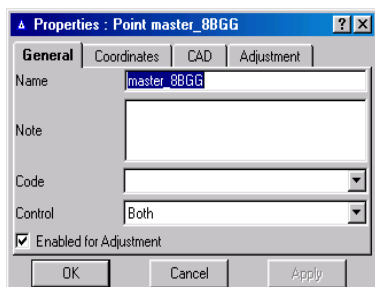 Properties : Point master_8BGG
General Coordinates CAD Adjustment
Name master_8BGG
Note
Code
Control Both
Enabled for Adjustment
OK Cancel Apply